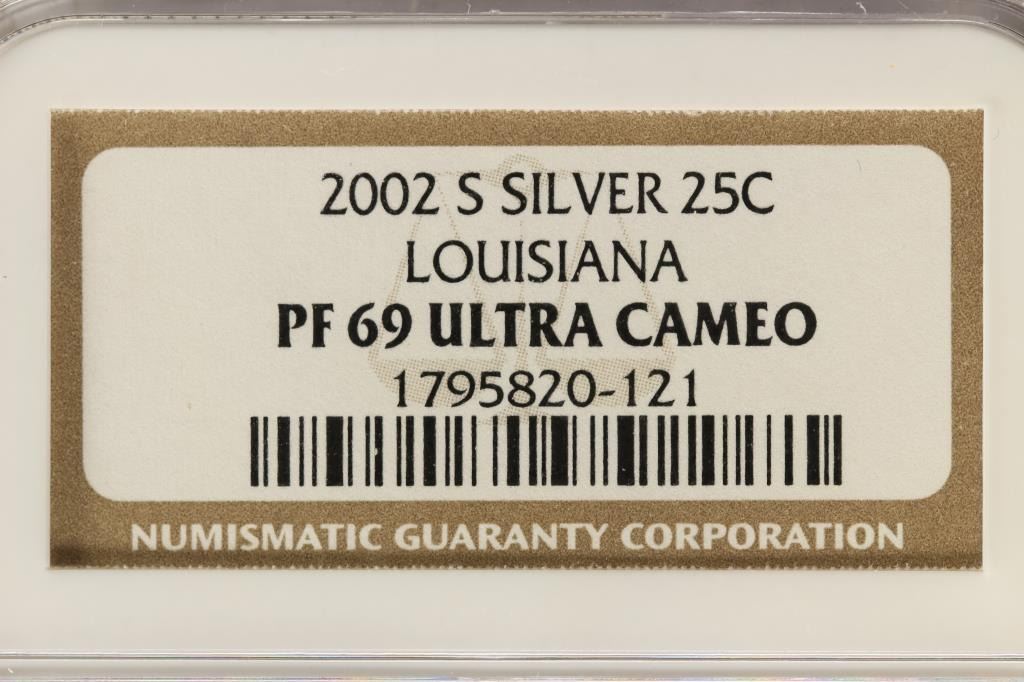 2002 S SILVER 25C
LOUISIANA
PF 69 ULTRA CAMEO
1795820-121
NUMISMATIC GUARANTY CORPORATION